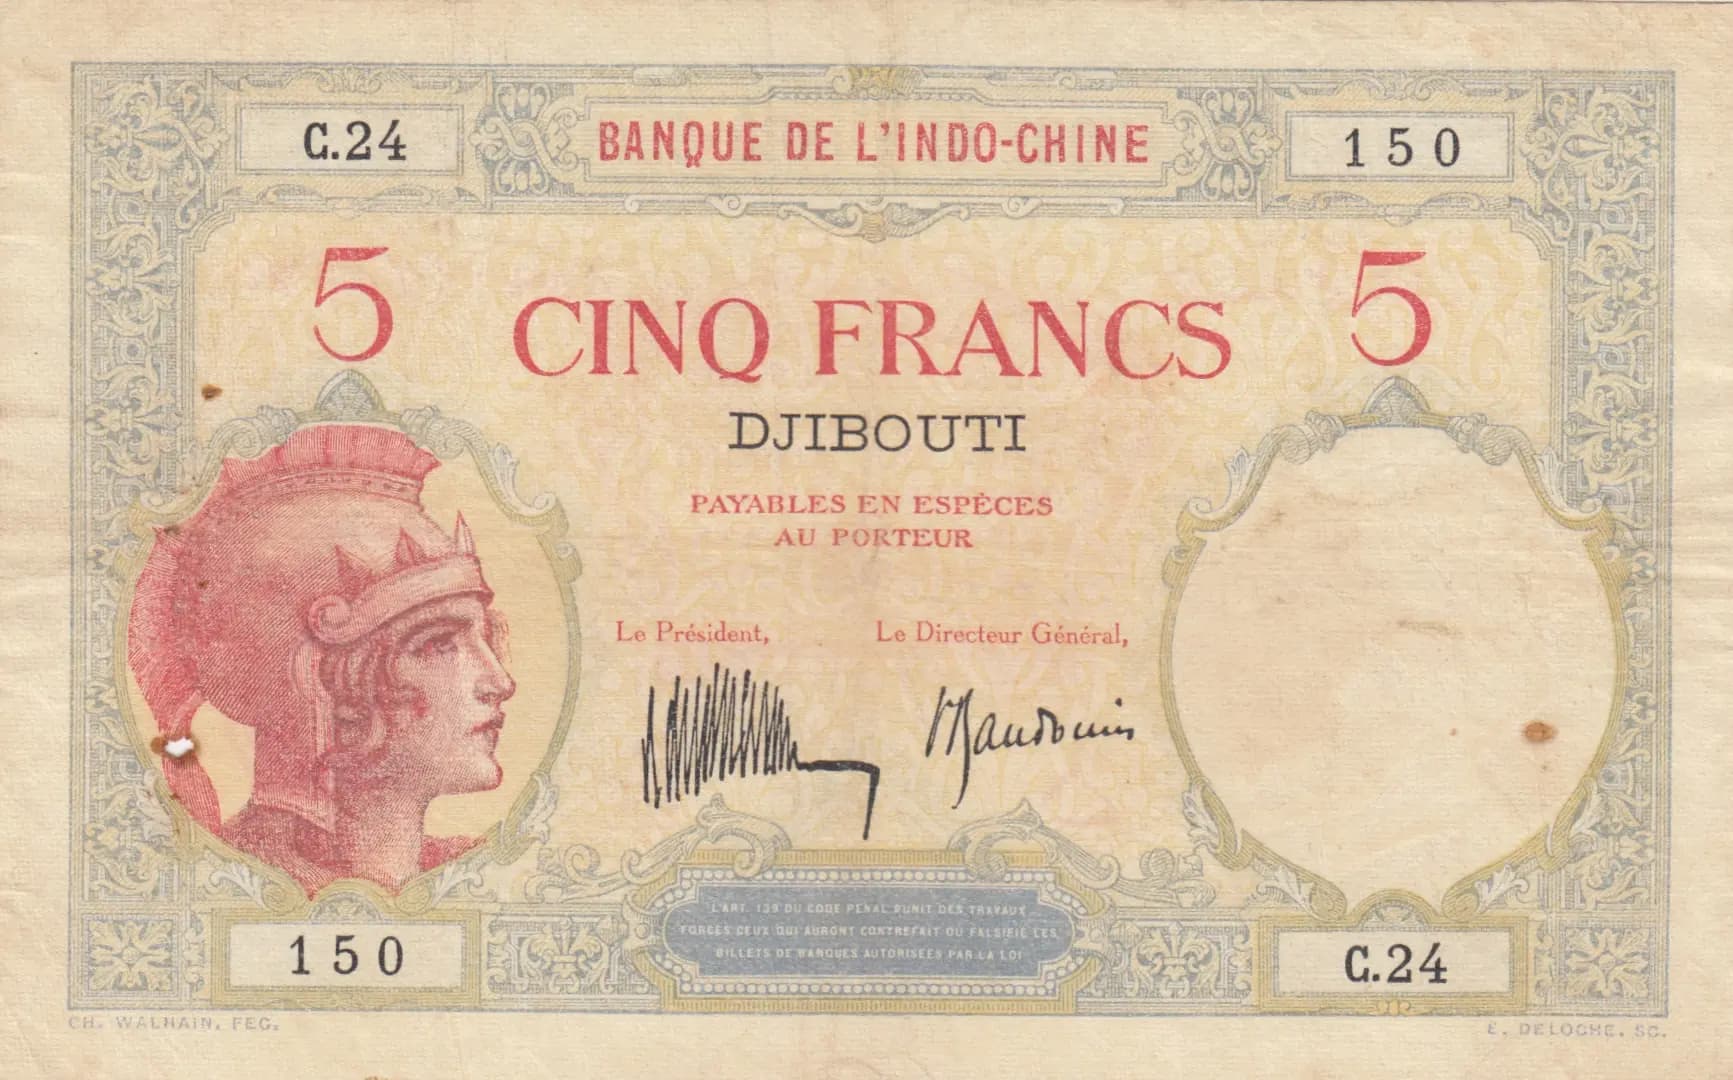 C.24
BANQUE DE L'INDO-CHINE
150
5
CINQ FRANCS
5
DJIBOUTI
PAYABLES EN ESPÈCES
AU PORTEUR
Le Président,
Le Directeur Général,
L'ART. 139 DU CODE PENAL PUNIT DES TRAVAUX
FORCES CEUX QUI AURONT CONTREFAIT OU FALSIFIE LES
BILLETS DE BANQUES AUTORISEES PAR LA LOI
150
C.24
CH. WALHAIN. FEC.
E. DELOCHE. SC.